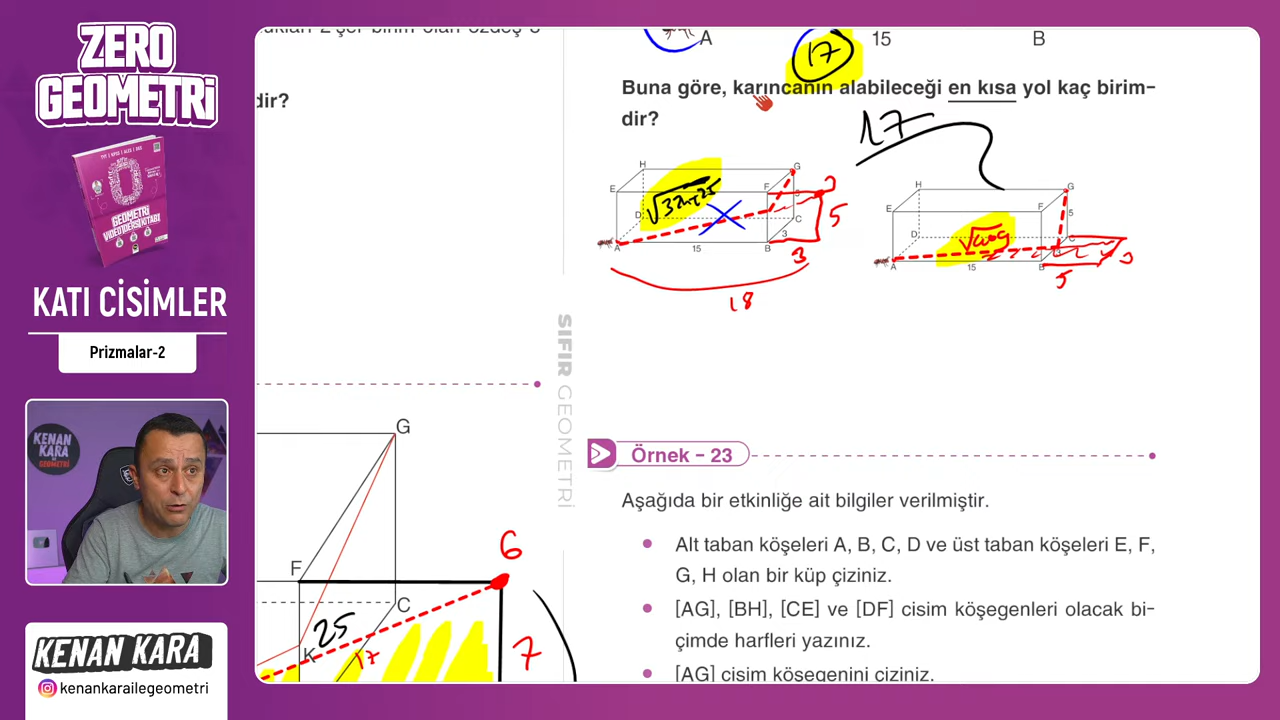 ZERO
GEOMETRİ
GEOMETRİ
VİDEO DERS KİTABI
KATI CİSİMLER
Prizmalar-2
KENAN
KARA
GEOMETRİ
KENAN KARA
kenankarailegeometri
dir?
A
17
15
B
Buna göre, karıncanın alabileceği en kısa yol kaç birim-
dir?
17
H
G
E
F
D
C
5
3
A
15
B
3
18
H
G
E
F
D
5
A
15
B
5
SIFIR GEOMETRİ
G
F
C
K
25
17
6
7
Örnek - 23
Aşağıda bir etkinliğe ait bilgiler verilmiştir.
• Alt taban köşeleri A, B, C, D ve üst taban köşeleri E, F,
G, H olan bir küp çiziniz.
• [AG], [BH], [CE] ve [DF] cisim köşegenleri olacak bi-
çimde harfleri yazınız.
• [AG] cisim köşegenini çiziniz.